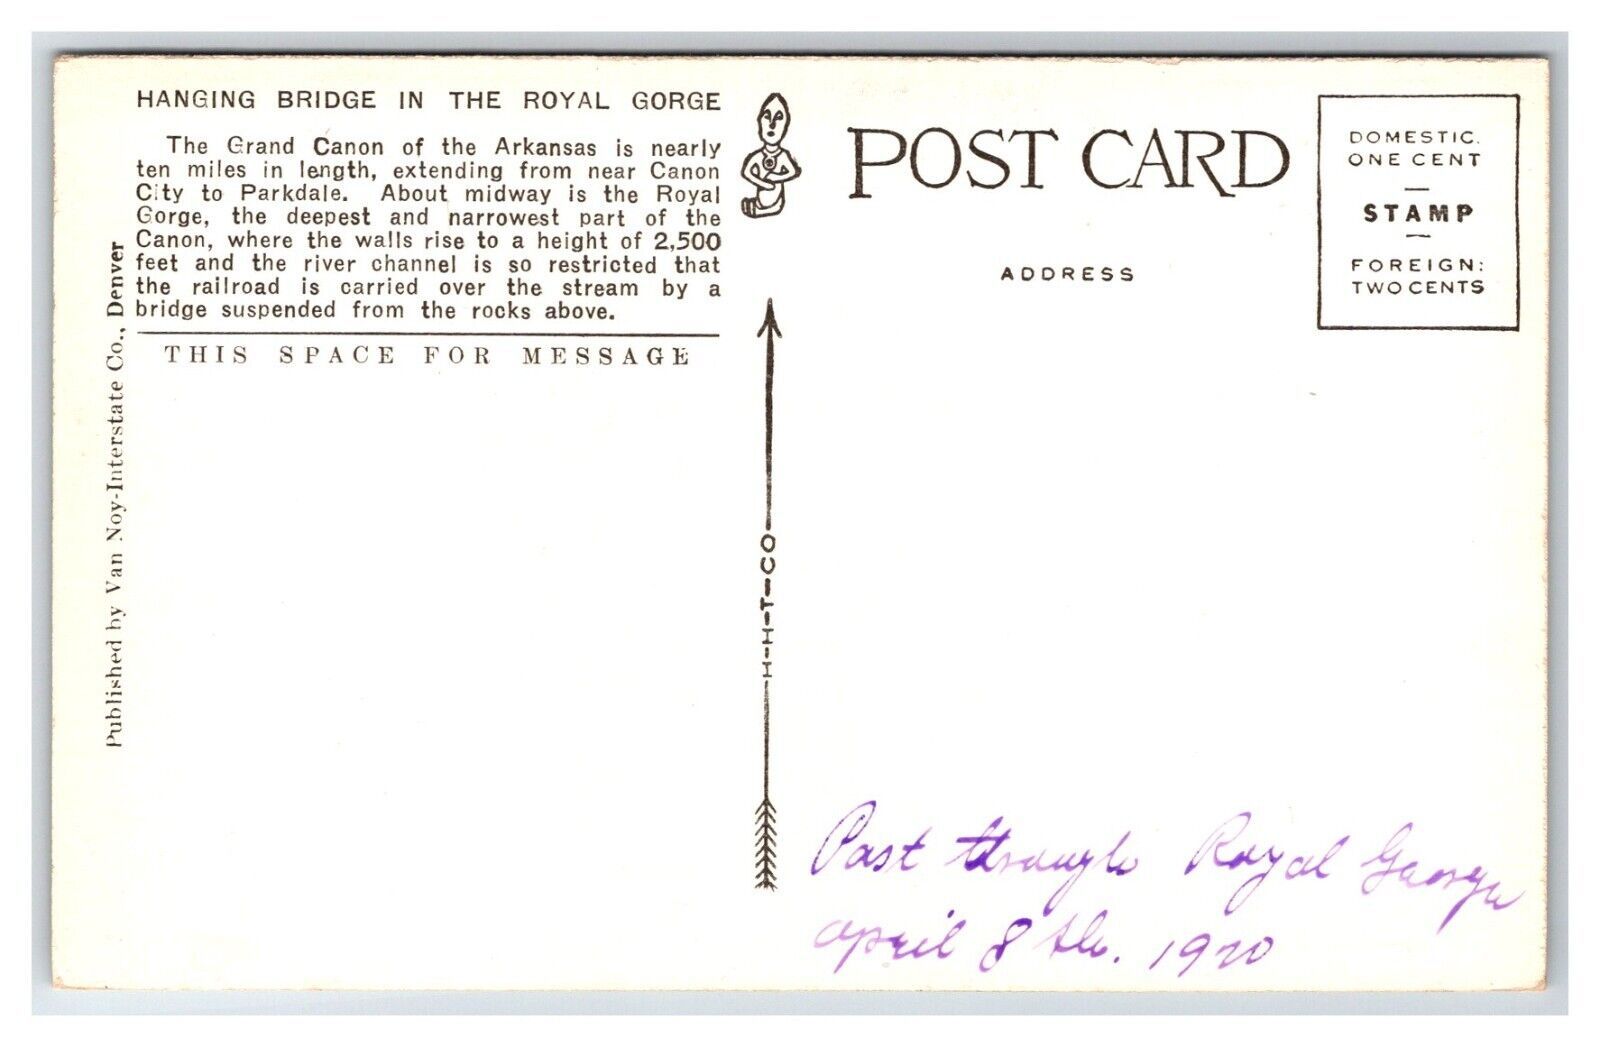 HANGING BRIDGE IN THE ROYAL GORGE
The Grand Canon of the Arkansas is nearly
ten miles in length, extending from near Canon
City to Parkdale. About midway is the Royal
Gorge, the deepest and narrowest part of the
Canon, where the walls rise to a height of 2,500
feet and the river channel is so restricted that
the railroad is carried over the stream by a
bridge suspended from the rocks above.
THIS SPACE FOR MESSAGE
Published by Van Noy-Interstate Co., Denver
H-H-T-CO
POST CARD
ADDRESS
DOMESTIC.
ONE CENT
STAMP
FOREIGN:
TWO CENTS
Past through Royal Gaorge
april 8th. 1920